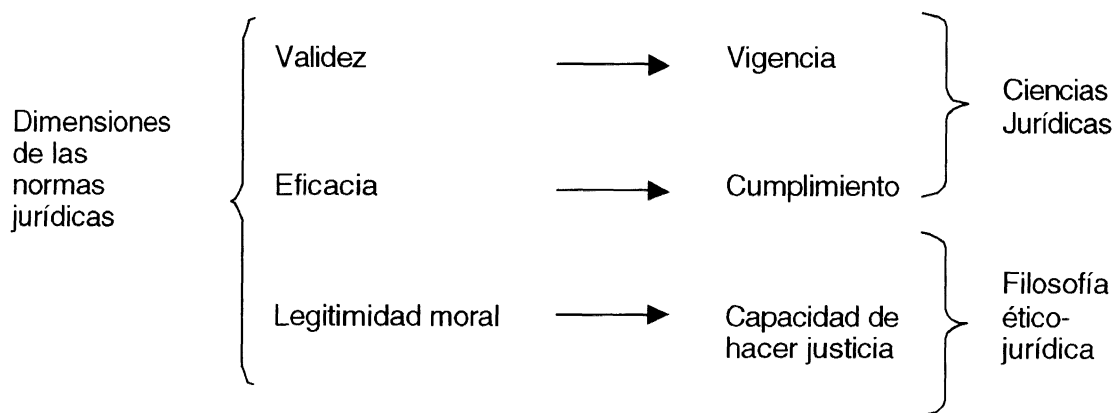 Dimensiones
de las
normas
jurídicas
Validez
Vigencia
Eficacia
Cumplimiento
Legitimidad moral
Capacidad de
hacer justicia
Ciencias
Jurídicas
Filosofía
ético-
jurídica